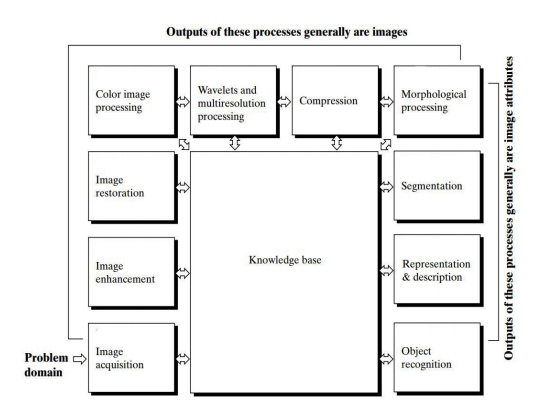 Outputs of these processes generally are images
Color image
processing
Wavelets and
multiresolution
processing
Compression
Morphological
processing
Image
restoration
Knowledge base
Segmentation
Image
enhancement
Representation
& description
Problem
domain
Image
acquisition
Object
recognition
Outputs of these processes generally are image attributes